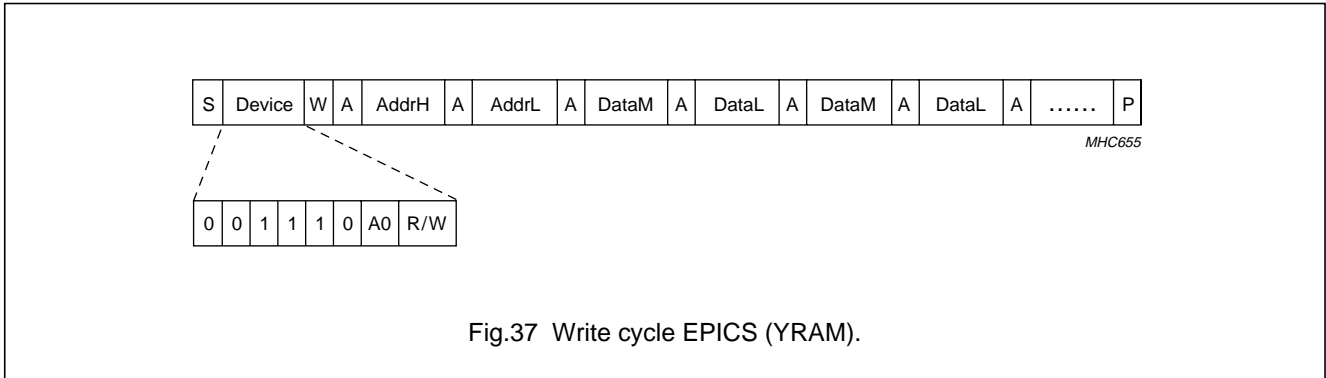 S Device W A AddrH A AddrL A DataM A DataL A DataM A DataL A ...... P
MHC655
0 0 1 1 1 0 A0 R/W
Fig.37 Write cycle EPICS (YRAM).